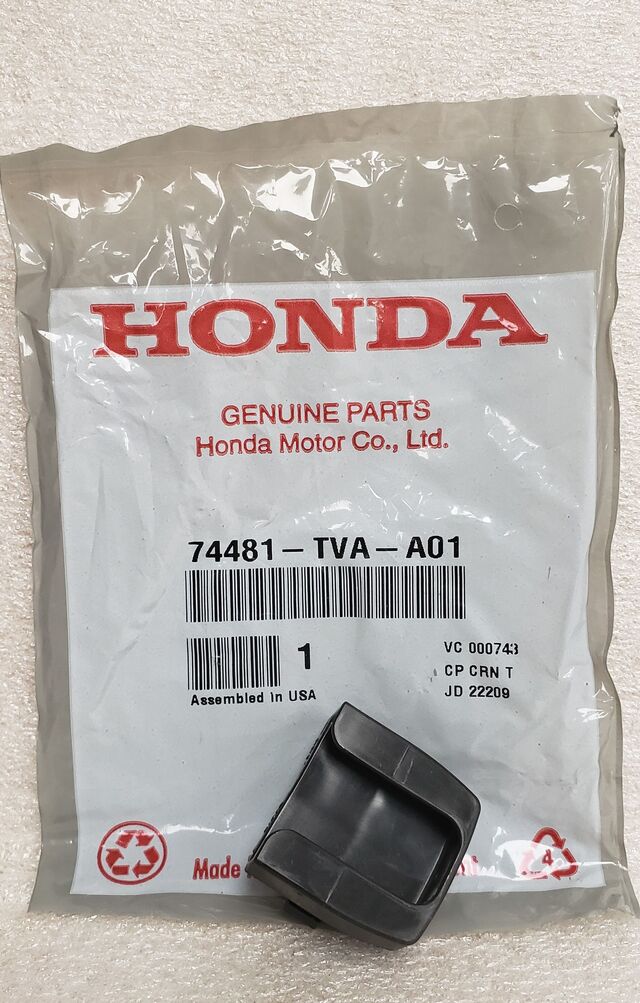 HONDA
GENUINE PARTS
Honda Motor Co., Ltd.
74481-TVA-A01
1
VC 000743
CP CRN T
Assembled in USA
JD 22209
Made
4